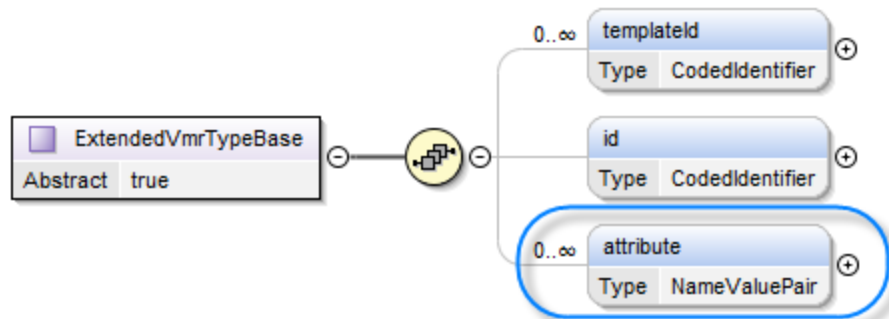 0..∞
templateId
Type CodedIdentifier
ExtendedVmrTypeBase
Abstract true
id
Type CodedIdentifier
0..∞
attribute
Type NameValuePair